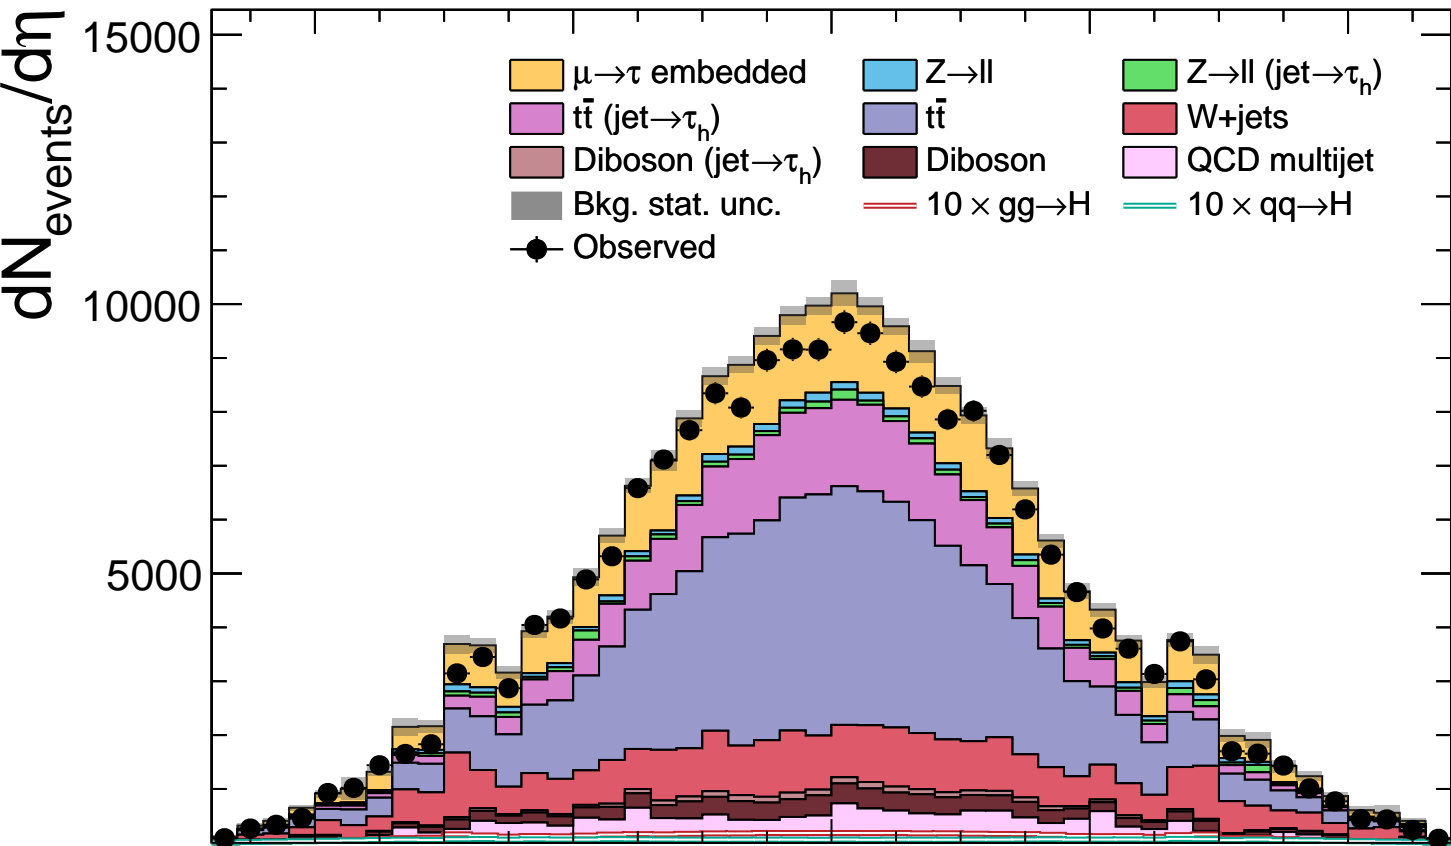 dN_events/dη
15000
10000
5000
μ→τ embedded Z→ll Z→ll (jet→τ_h)
tt̄ (jet→τ_h) tt̄ W+jets
Diboson (jet→τ_h) Diboson QCD multijet
Bkg. stat. unc. 10 × gg→H 10 × qq→H
Observed